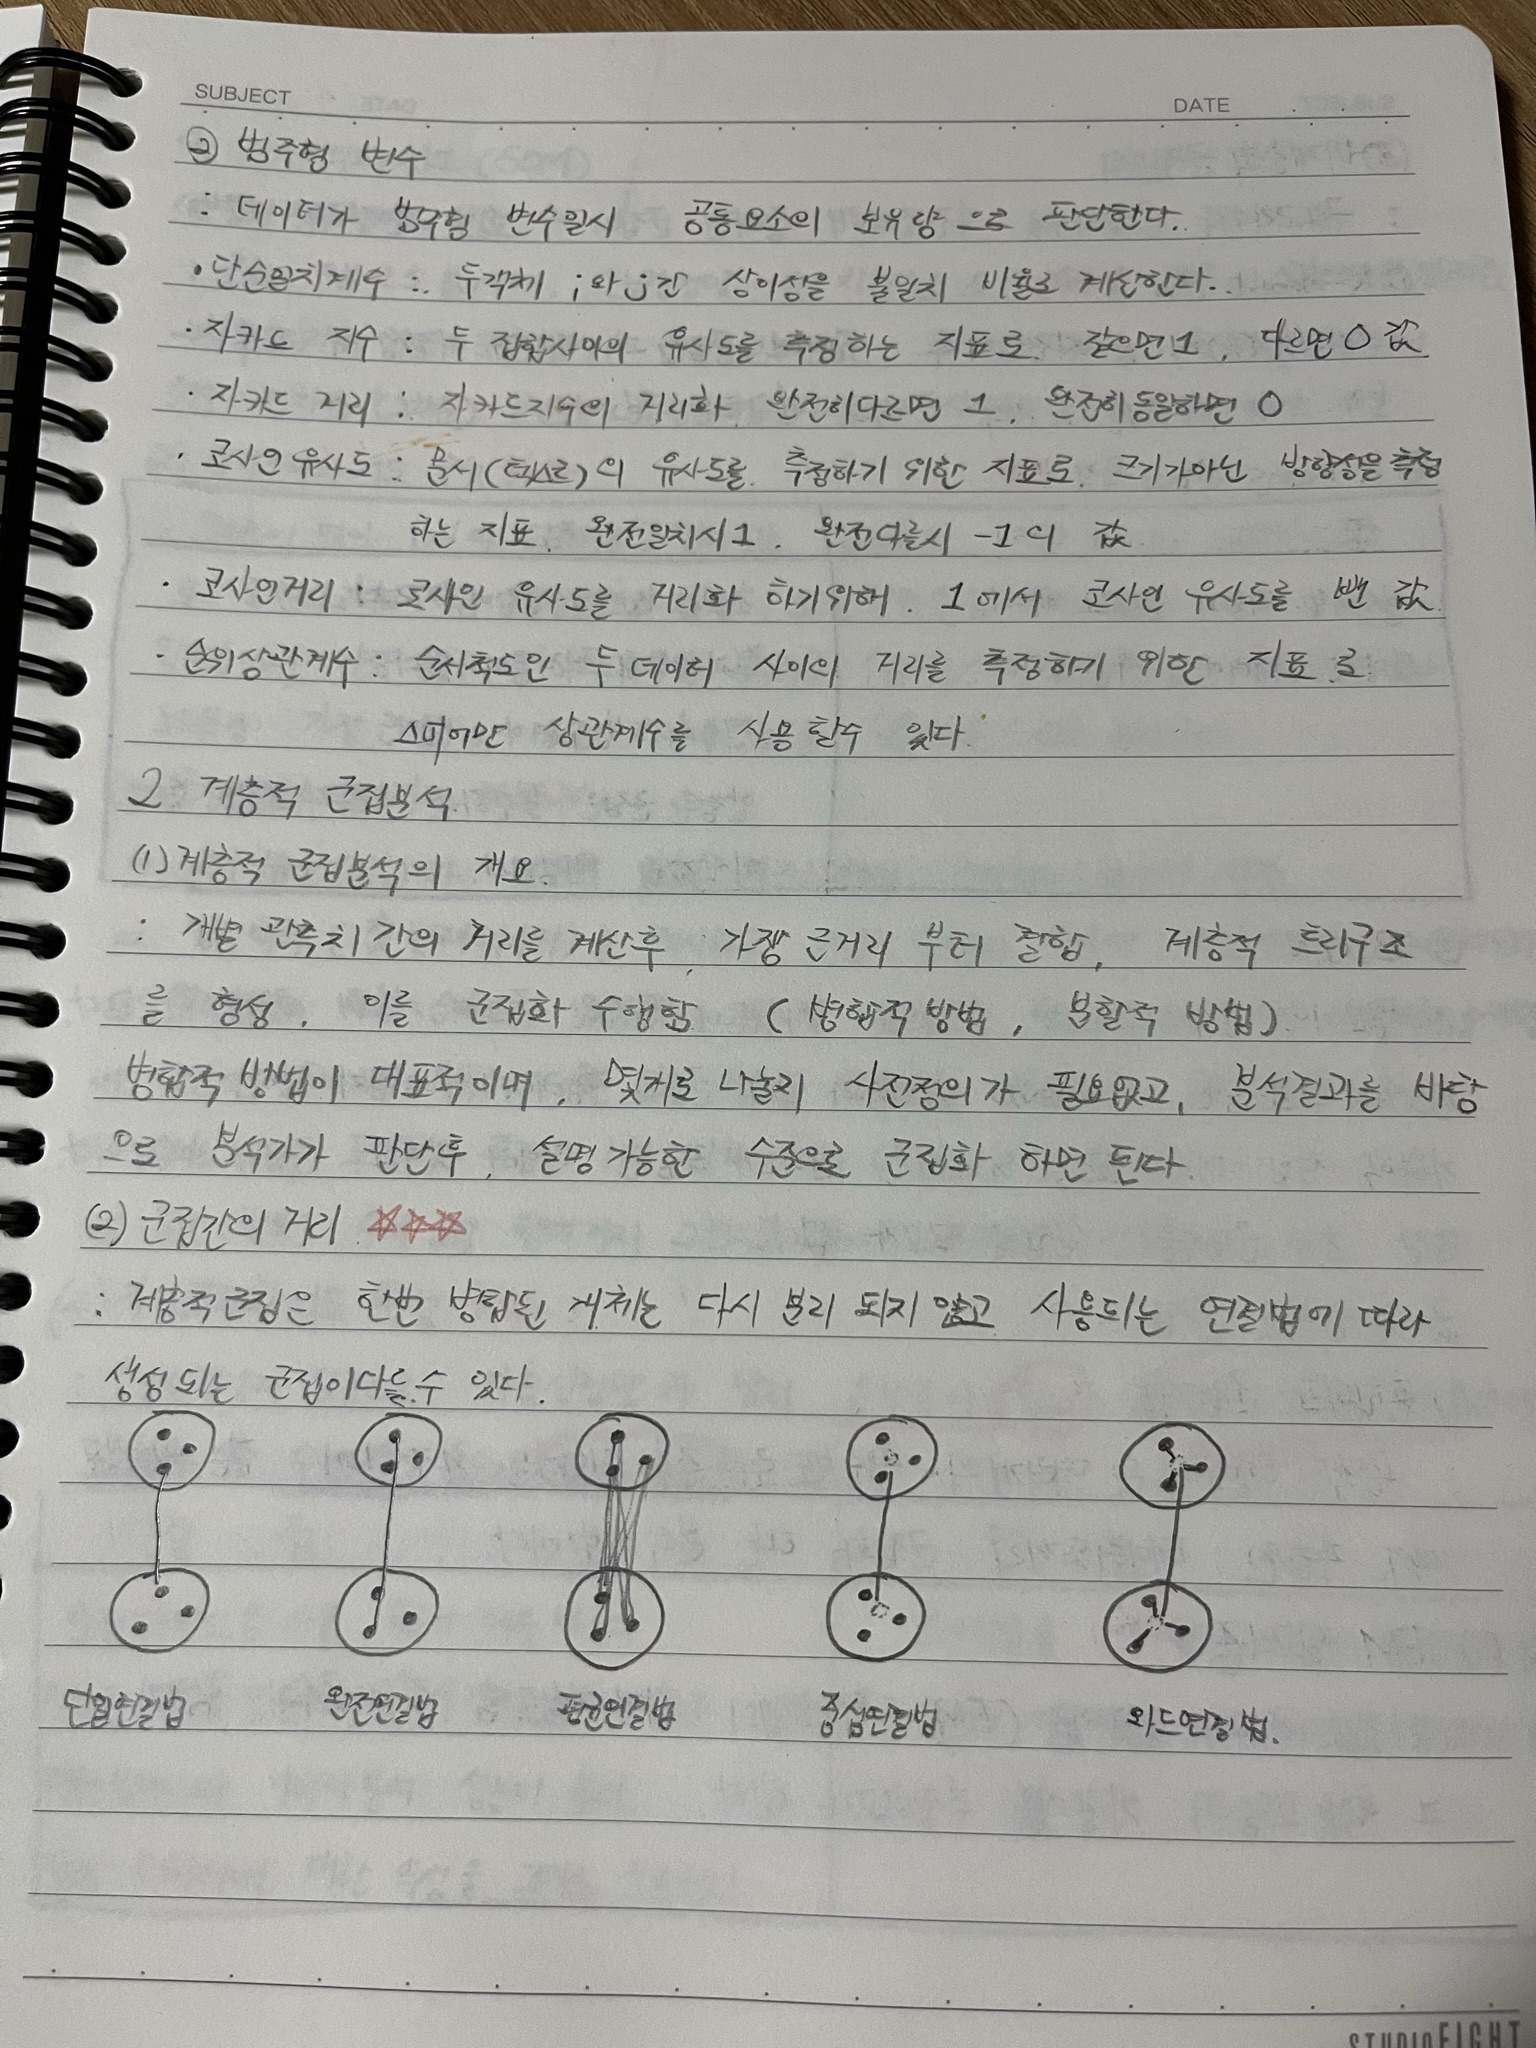 SUBJECT
DATE
② 범주형 변수
: 데이터가 범주형 변수일시 공통요소의 보유량으로 판단한다.
· 단순일치계수 : 두객체 i와 j간 상이성을 불일치 비율로 계산한다.
· 자카드 지수 : 두 집합사이의 유사도를 측정하는 지표로 같으면 1, 다르면 0 값
· 자카드 거리 : 자카드지수의 거리화 완전히다르면 1, 완전히동일하면 0
· 코사인유사도 : 문서(텍스트)의 유사도를 측정하기 위한 지표로 크기가아닌 방향성을 측정
하는 지표. 완전일치시 1, 완전다를시 -1의 값
· 코사인거리 : 코사인 유사도를 거리화 하기위해, 1에서 코사인 유사도를 뺀 값
· 순위상관계수 : 순서척도인 두 데이터 사이의 거리를 측정하기 위한 지표로
스피어만 상관계수를 사용할수 있다.
2 계층적 군집분석
(1) 계층적 군집분석의 개요.
: 개별 관측치 간의 거리를 계산후, 가장 근거리 부터 결합, 계층적 트리구조
를 형성, 이를 군집화 수행함 (병합적방법, 분할적 방법)
병합적 방법이 대표적이며, 몇개로 나눌지 사전정의가 필요없고, 분석결과를 바탕
으로 분석가가 판단후, 설명가능한 수준으로 군집화 하면 된다.
(2) 군집간의 거리 ☆☆☆
: 계층적군집은 한번 병합된 개체는 다시 분리 되지 않고 사용되는 연결법에 따라
생성되는 군집이다를수 있다.
단일연결법 완전연결법 평균연결법 중심연결법 와드연결법.
STUDIO EIGHT